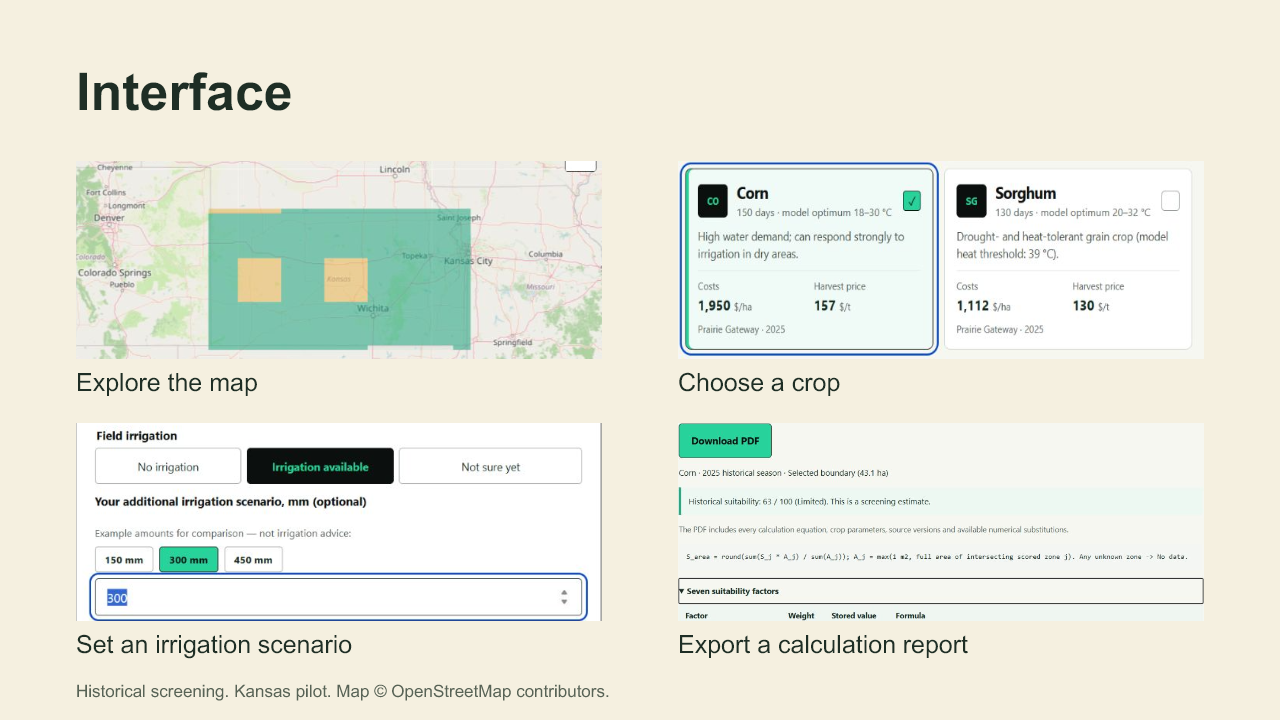 Interface
Cheyenne
Lincoln
Fort Collins
Longmont
Denver
Saint Joseph
Colorado
Topeka
Kansas City
Columbia
Colorado Springs
Pueblo
Kansas
Missouri
Wichita
Springfield
Explore the map
CO
Corn
150 days · model optimum 18–30 °C
✓
High water demand; can respond strongly to
irrigation in dry areas.
Costs
Harvest price
1,950 $/ha
157 $/t
Prairie Gateway · 2025
SG
Sorghum
130 days · model optimum 20–32 °C
Drought- and heat-tolerant grain crop (model
heat threshold: 39 °C).
Costs
Harvest price
1,112 $/ha
130 $/t
Prairie Gateway · 2025
Choose a crop
Field irrigation
No irrigation
Irrigation available
Not sure yet
Your additional irrigation scenario, mm (optional)
Example amounts for comparison — not irrigation advice:
150 mm
300 mm
450 mm
300
Set an irrigation scenario
Download PDF
Corn · 2025 historical season · Selected boundary (43.1 ha)
Historical suitability: 63 / 100 (Limited). This is a screening estimate.
The PDF includes every calculation equation, crop parameters, source versions and available numerical substitutions.
S_area = round(sum(S_j * A_j) / sum(A_j)); A_j = max(1 m2, full area of intersecting scored zone j). Any unknown zone -> No data.
▾ Seven suitability factors
Factor Weight Stored value Formula
Export a calculation report
Historical screening. Kansas pilot. Map © OpenStreetMap contributors.